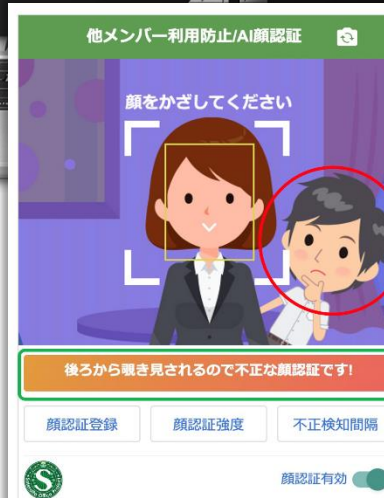 他メンバー利用防止/AI顔認証
顔をかざしてください
後ろから覗き見されるので不正な顔認証です!
顔認証登録
顔認証強度
不正検知間隔
S
顔認証有効